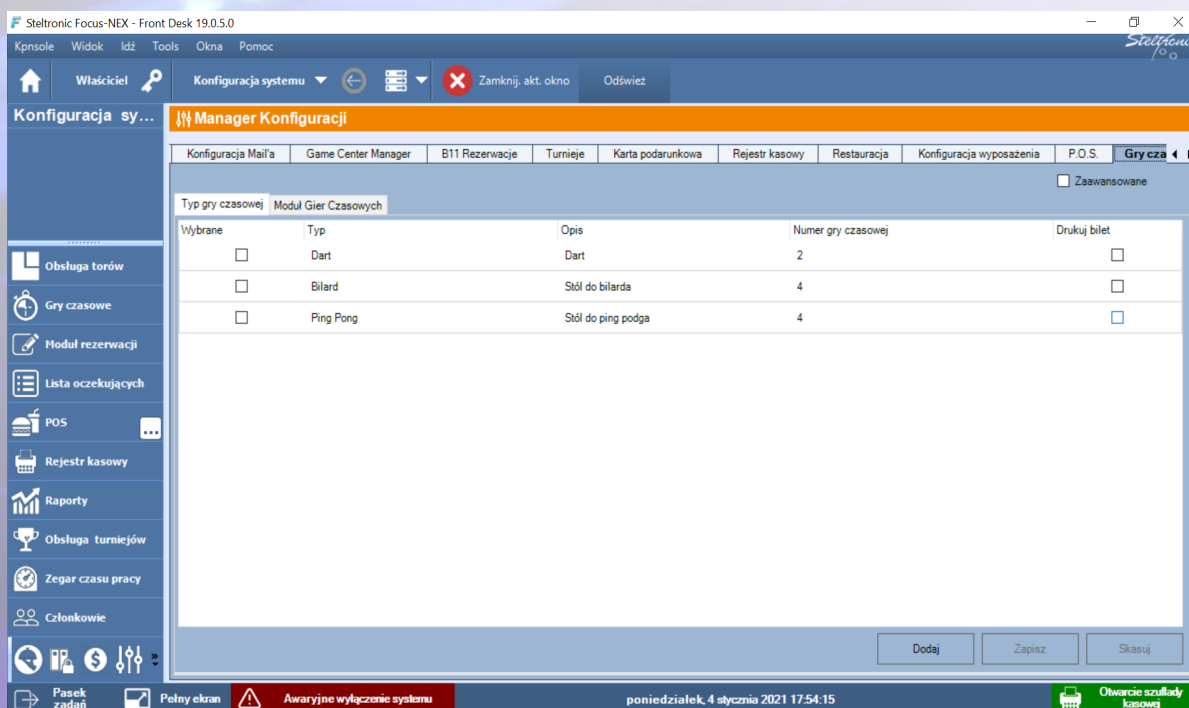 Steltronic Focus-NEX - Front Desk 19.0.5.0
Kpnsole Widok Idź Tools Okna Pomoc
Steltronic
Właściciel Konfiguracja systemu Zamknij. akt. okno Odśwież
Konfiguracja sy...
Manager Konfiguracji
Konfiguracja Mail'a Game Center Manager B11 Rezerwacje Turnieje Karta podarunkowa Rejestr kasowy Restauracja Konfiguracja wyposażenia P.O.S. Gry cza
Zaawansowane
Typ gry czasowej Moduł Gier Czasowych
Wybrane Typ Opis Numer gry czasowej Drukuj bilet
Dart Dart 2
Bilard Stól do bilarda 4
Ping Pong Stól do ping podga 4
Obsługa torów
Gry czasowe
Moduł rezerwacji
Lista oczekujących
POS
...
Rejestr kasowy
Raporty
Obsługa turniejów
Zegar czasu pracy
Członkowie
Dodaj Zapisz Skasuj
Pasek zadań
Pełny ekran
Awaryjne wyłączenie systemu
poniedziałek, 4 stycznia 2021 17:54:15
Otwarcie szuflady
kasowej